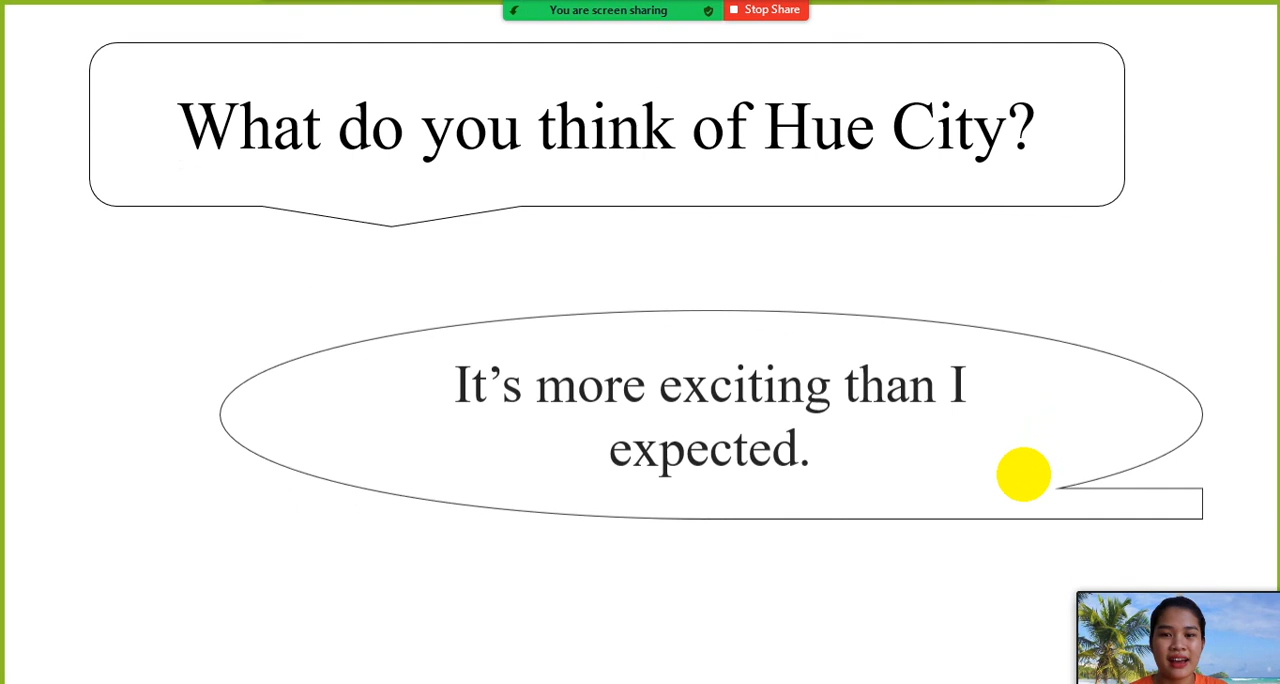 You are screen sharing
Stop Share
What do you think of Hue City?
It’s more exciting than I
expected.